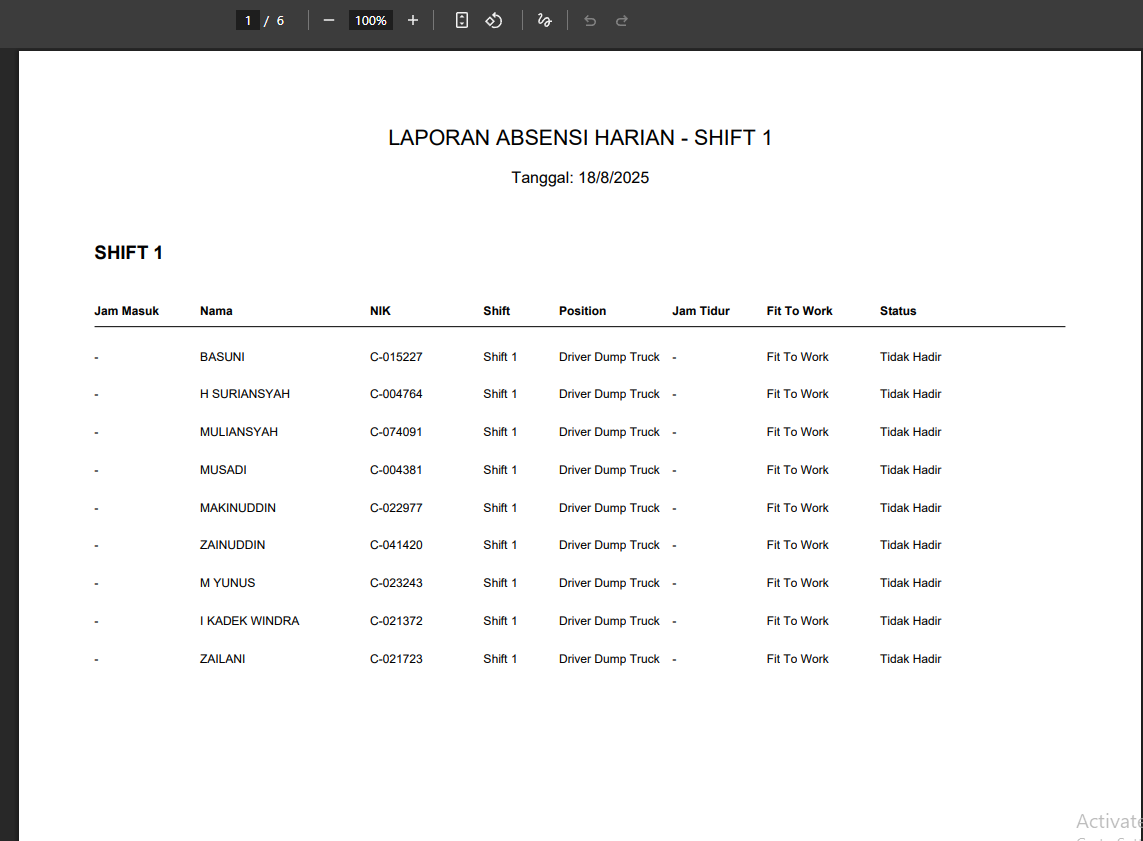 1 / 6 100%
LAPORAN ABSENSI HARIAN - SHIFT 1
Tanggal: 18/8/2025
SHIFT 1
Jam Masuk Nama NIK Shift Position Jam Tidur Fit To Work Status
- BASUNI C-015227 Shift 1 Driver Dump Truck - Fit To Work Tidak Hadir
- H SURIANSYAH C-004764 Shift 1 Driver Dump Truck - Fit To Work Tidak Hadir
- MULIANSYAH C-074091 Shift 1 Driver Dump Truck - Fit To Work Tidak Hadir
- MUSADI C-004381 Shift 1 Driver Dump Truck - Fit To Work Tidak Hadir
- MAKINUDDIN C-022977 Shift 1 Driver Dump Truck - Fit To Work Tidak Hadir
- ZAINUDDIN C-041420 Shift 1 Driver Dump Truck - Fit To Work Tidak Hadir
- M YUNUS C-023243 Shift 1 Driver Dump Truck - Fit To Work Tidak Hadir
- I KADEK WINDRA C-021372 Shift 1 Driver Dump Truck - Fit To Work Tidak Hadir
- ZAILANI C-021723 Shift 1 Driver Dump Truck - Fit To Work Tidak Hadir
Activate